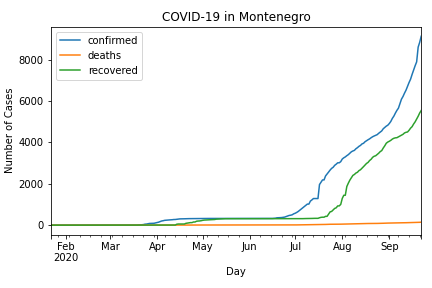 COVID-19 in Montenegro
confirmed
deaths
recovered
Number of Cases
8000
6000
4000
2000
0
Feb Mar Apr May Jun Jul Aug Sep
2020
Day